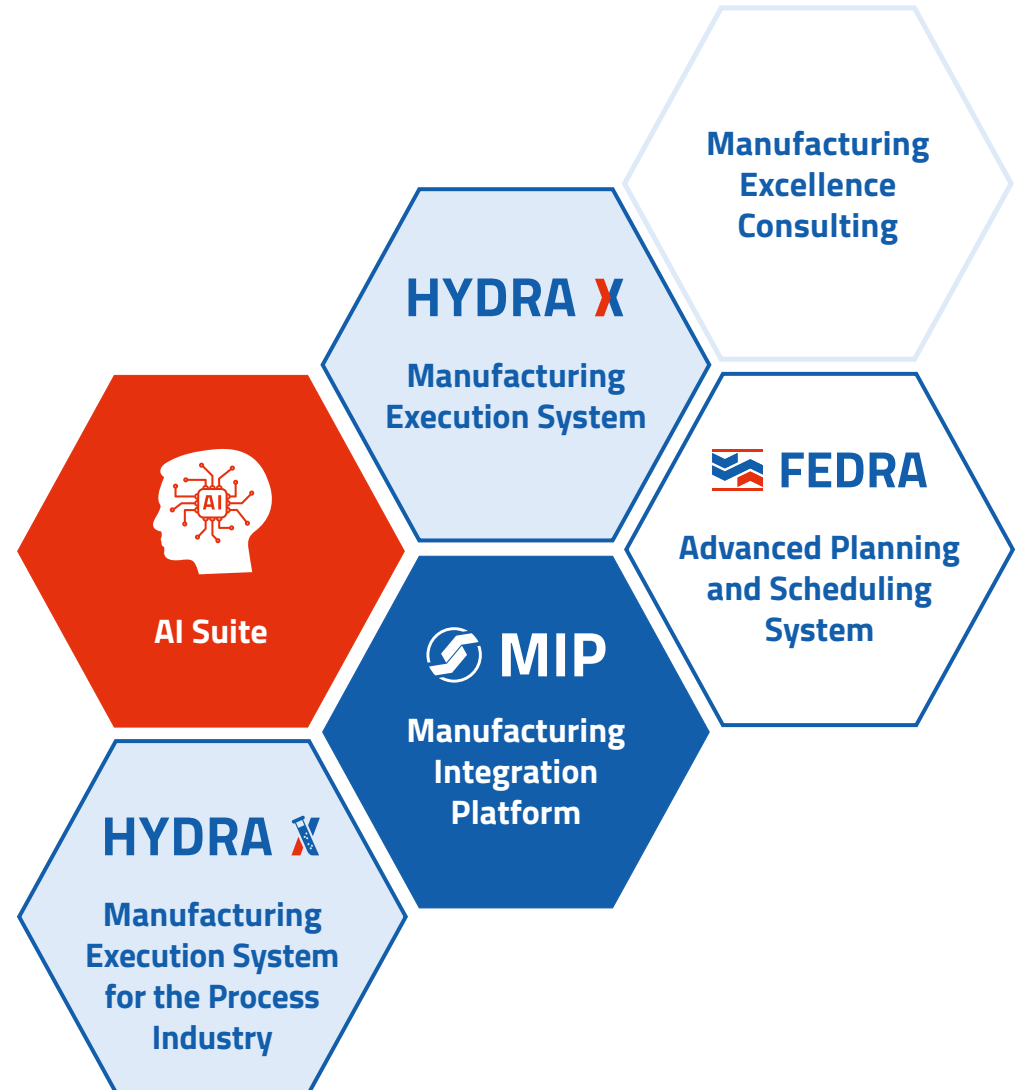 Manufacturing
Excellence
Consulting
HYDRA X
Manufacturing
Execution System
AI
AI Suite
FEDRA
Advanced Planning
and Scheduling
System
MIP
Manufacturing
Integration
Platform
HYDRA X
Manufacturing
Execution System
for the Process
Industry